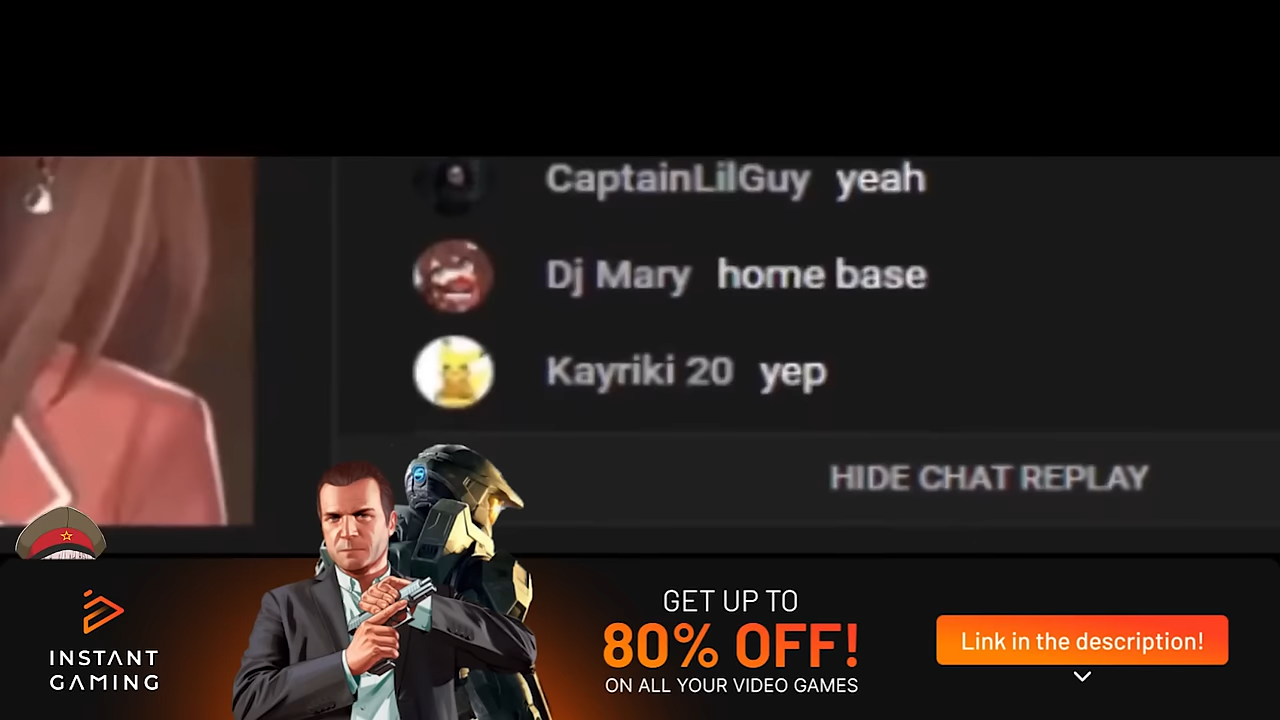 CaptainLilGuy yeah
Dj Mary home base
Kayriki 20 yep
HIDE CHAT REPLAY
INSTANT
GAMING
GET UP TO
80% OFF!
ON ALL YOUR VIDEO GAMES
Link in the description!